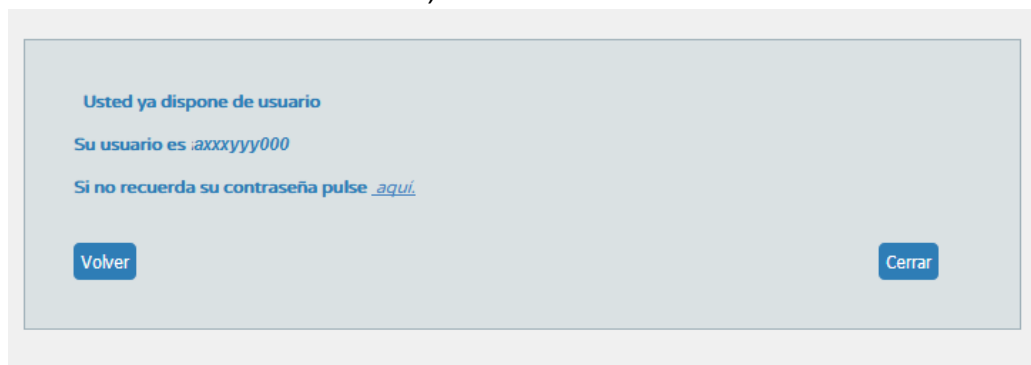 Usted ya dispone de usuario
Su usuario es axxxyyy000
Si no recuerda su contraseña pulse aquí.
Volver
Cerrar